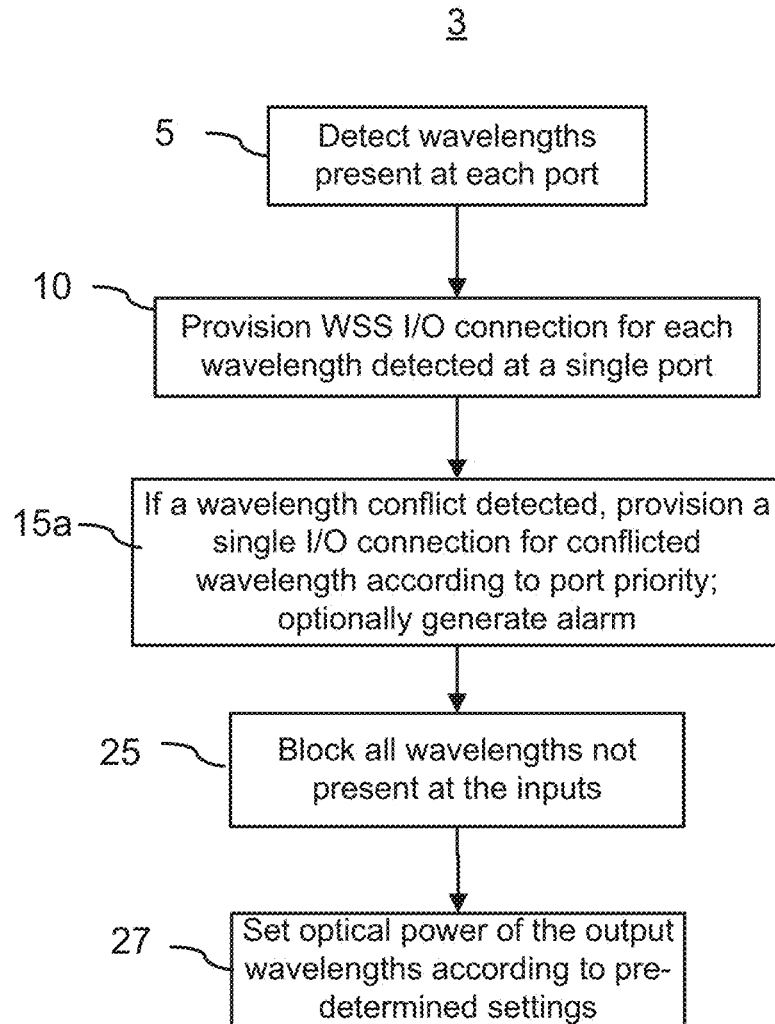 3
5
Detect wavelengths
present at each port
10
Provision WSS I/O connection for each
wavelength detected at a single port
15a
If a wavelength conflict detected, provision a
single I/O connection for conflicted
wavelength according to port priority;
optionally generate alarm
25
Block all wavelengths not
present at the inputs
27
Set optical power of the output
wavelengths according to pre-
determined settings